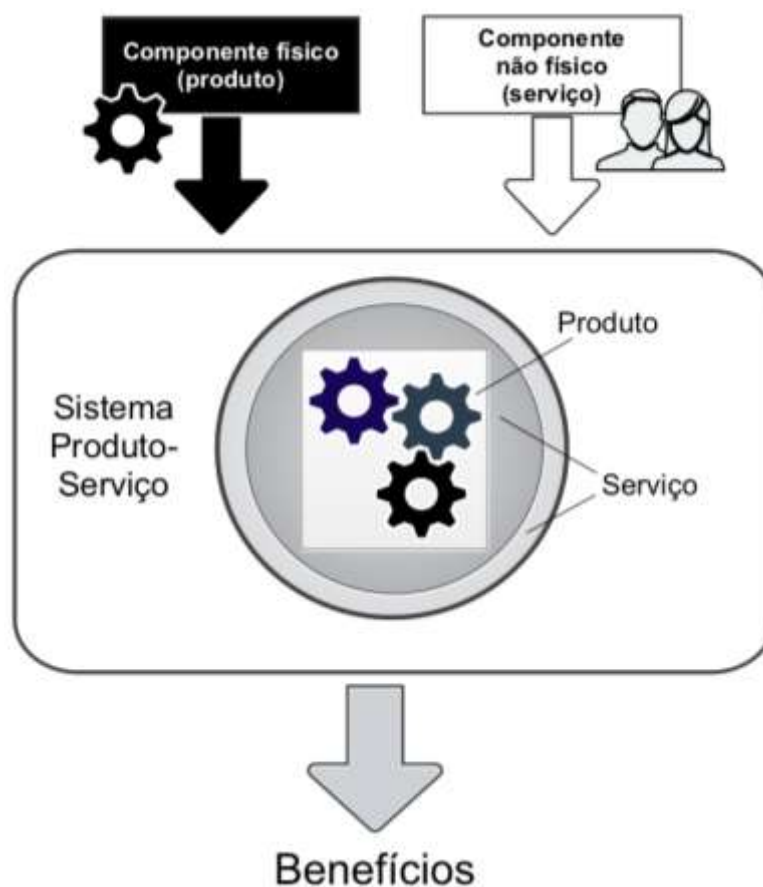 Componente físico
(produto)
Componente
não físico
(serviço)
Produto
Sistema
Produto-
Serviço
Serviço
Benefícios